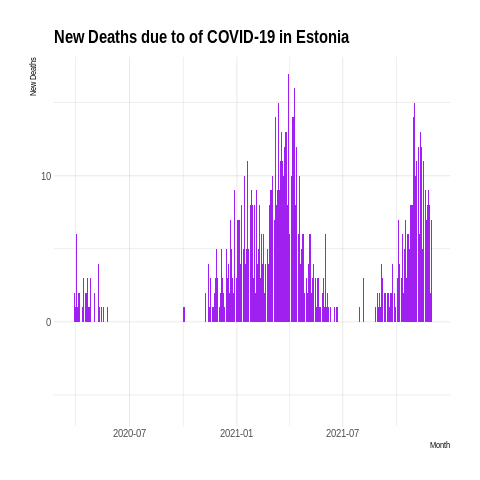 New Deaths due to of COVID-19 in Estonia
New Deaths
10
0
2020-07
2021-01
2021-07
Month